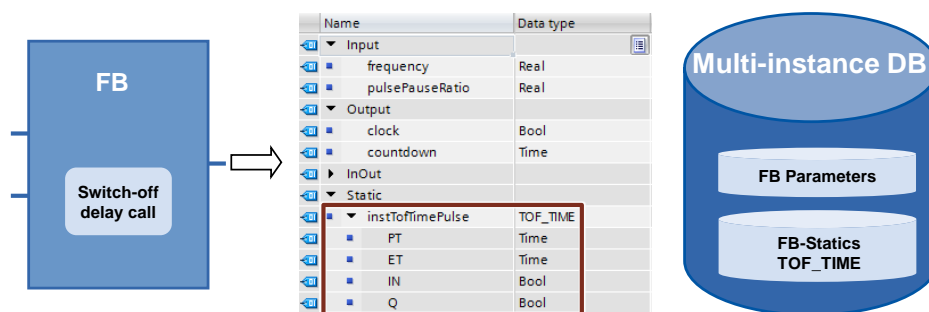 FB
Switch-off
delay call
Name Data type
Input
frequency Real
pulsePauseRatio Real
Output
clock Bool
countdown Time
InOut
Static
instTofTimePulse TOF_TIME
PT Time
ET Time
IN Bool
Q Bool
Multi-instance DB
FB Parameters
FB-Statics
TOF_TIME